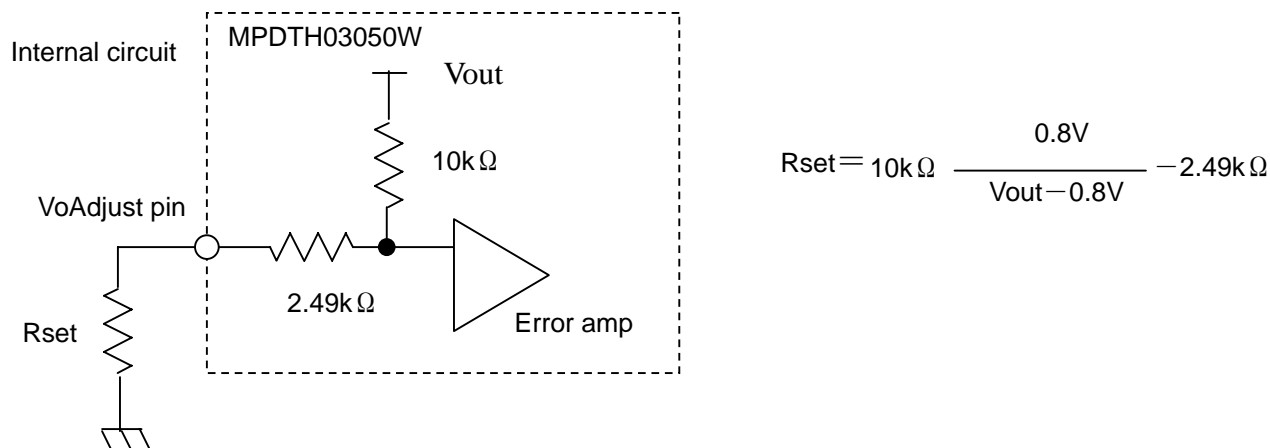 MPDTH03050W
Internal circuit
Vout
10kΩ
VoAdjust pin
2.49kΩ
Error amp
Rset
0.8V
Rset＝ 10kΩ －2.49kΩ
Vout－0.8V